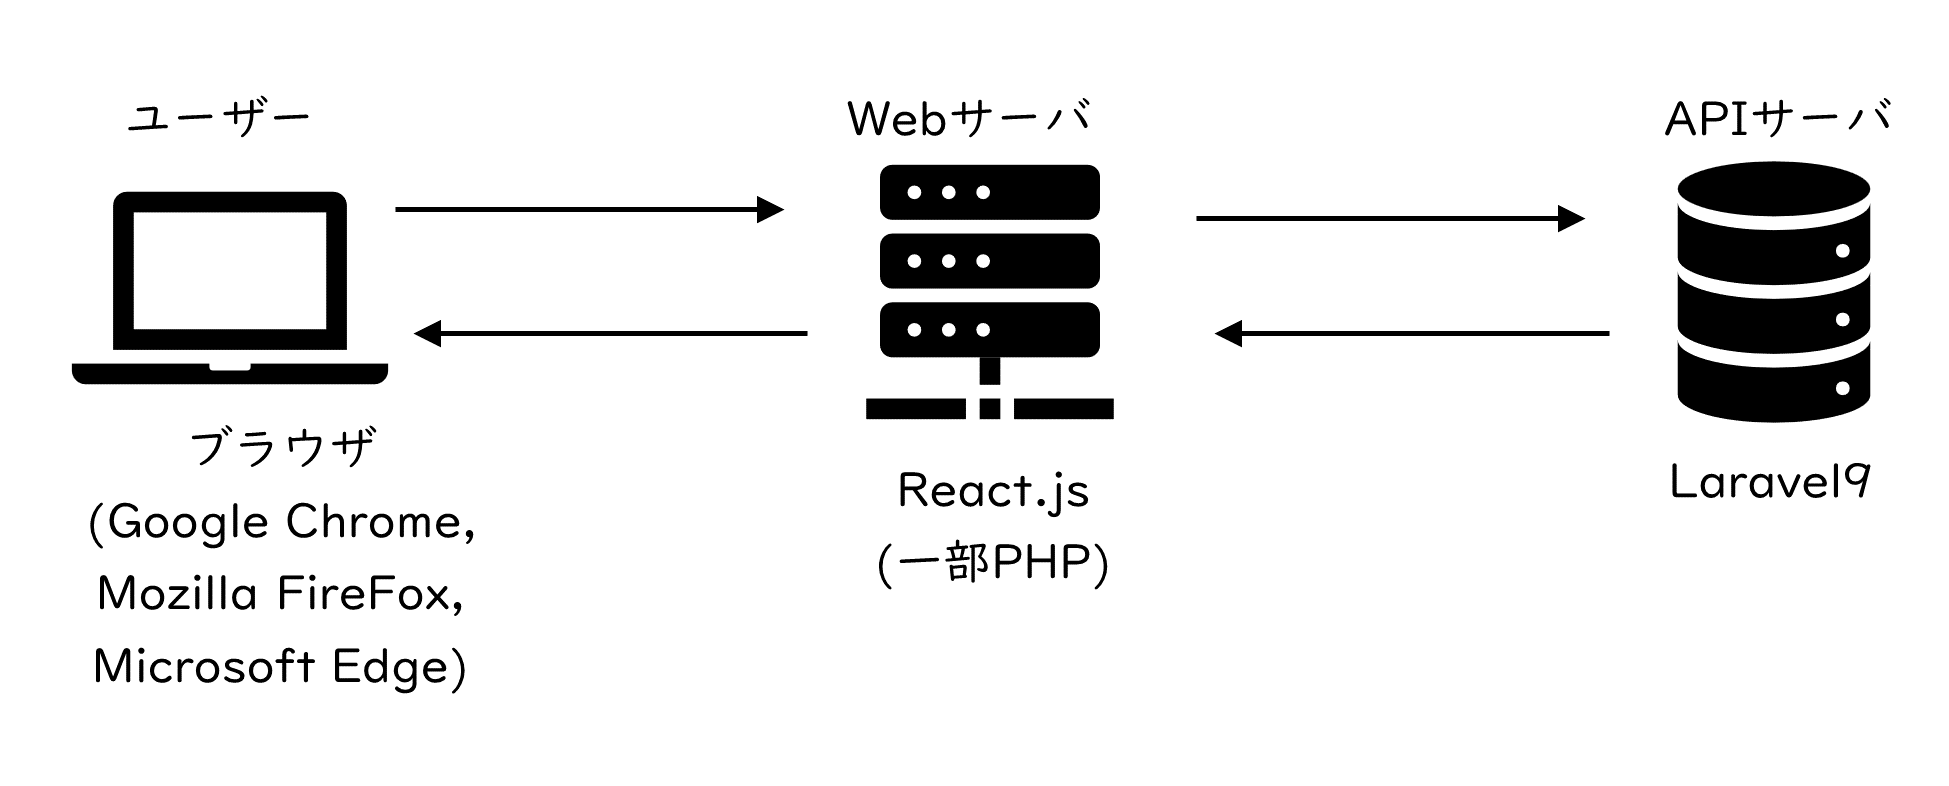 ユーザー
ブラウザ
(Google Chrome,
Mozilla FireFox,
Microsoft Edge)
Webサーバ
React.js
(一部PHP)
APIサーバ
Laravel9